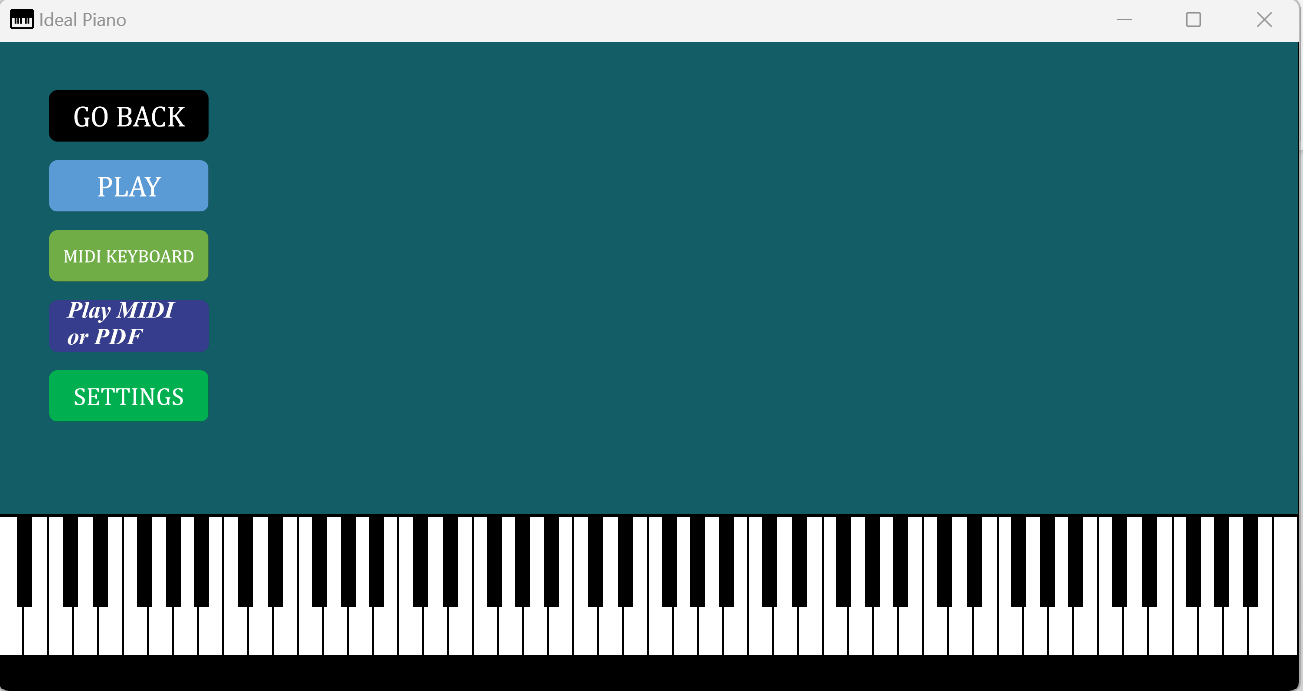 Ideal Piano
GO BACK
PLAY
MIDI KEYBOARD
Play MIDI
or PDF
SETTINGS